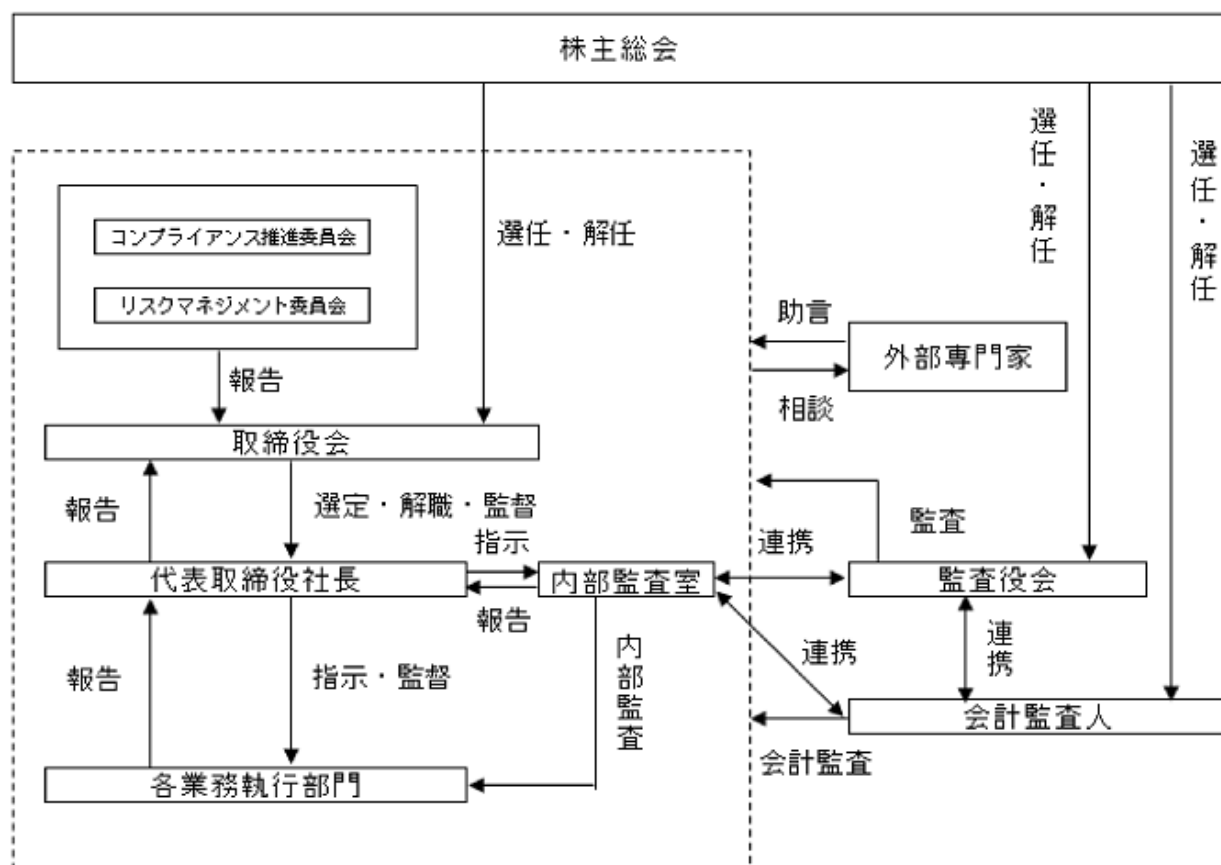 株主総会
選任・解任
選任・解任
選任・解任
コンプライアンス推進委員会
リスクマネジメント委員会
報告
助言
外部専門家
相談
取締役会
報告
選定・解職・監督
監査
指示
連携
代表取締役社長
内部監査室
監査役会
報告
連携
報告
指示・監督
内部監査
連携
会計監査人
会計監査
各業務執行部門